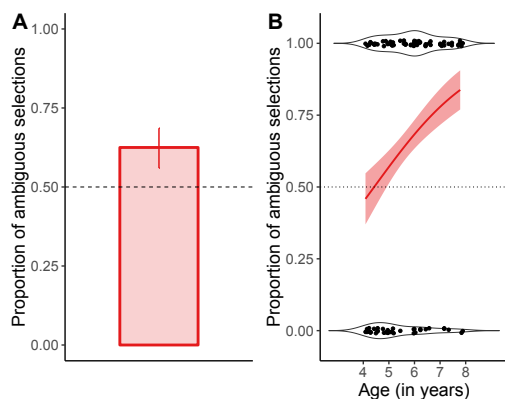 A
Proportion of ambiguous selections
1.00
0.75
0.50
0.25
0.00
B
Proportion of ambiguous selections
1.00
0.75
0.50
0.25
0.00
4 5 6 7 8
Age (in years)